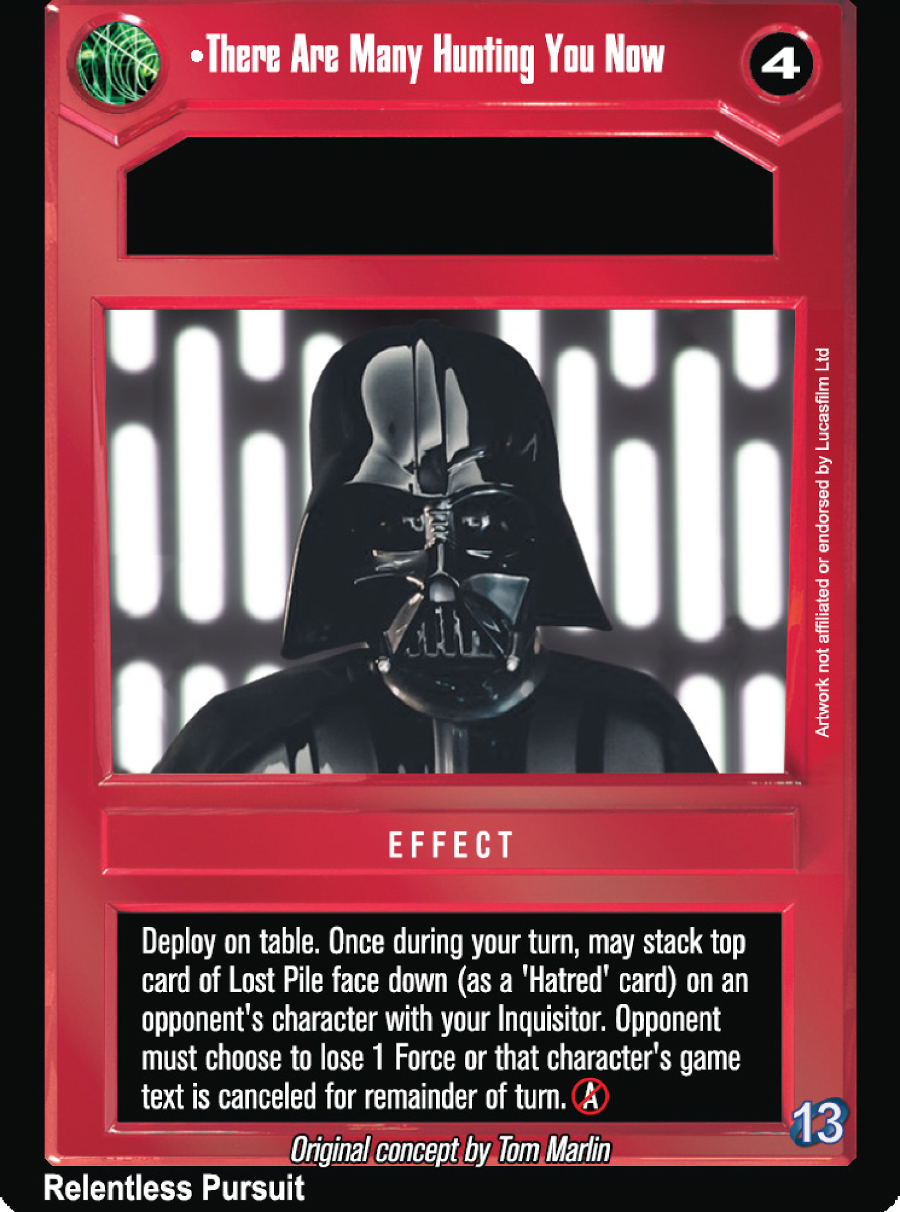 •There Are Many Hunting You Now
4
Artwork not affiliated or endorsed by Lucasfilm Ltd
EFFECT
Deploy on table. Once during your turn, may stack top
card of Lost Pile face down (as a 'Hatred' card) on an
opponent's character with your Inquisitor. Opponent
must choose to lose 1 Force or that character's game
text is canceled for remainder of turn. A
13
Original concept by Tom Marlin
Relentless Pursuit